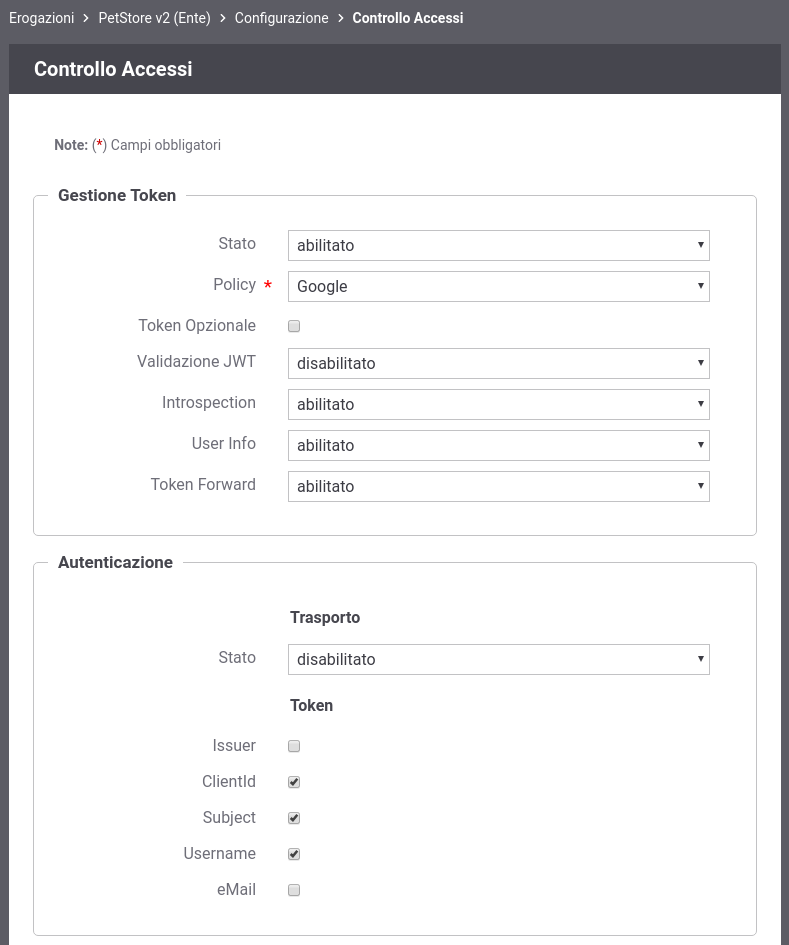 Erogazioni > PetStore v2 (Ente) > Configurazione > Controllo Accessi
Controllo Accessi
Note: (*) Campi obbligatori
Gestione Token
Stato abilitato
Policy * Google
Token Opzionale
Validazione JWT disabilitato
Introspection abilitato
User Info abilitato
Token Forward abilitato
Autenticazione
Trasporto
Stato disabilitato
Token
Issuer
ClientId
Subject
Username
eMail